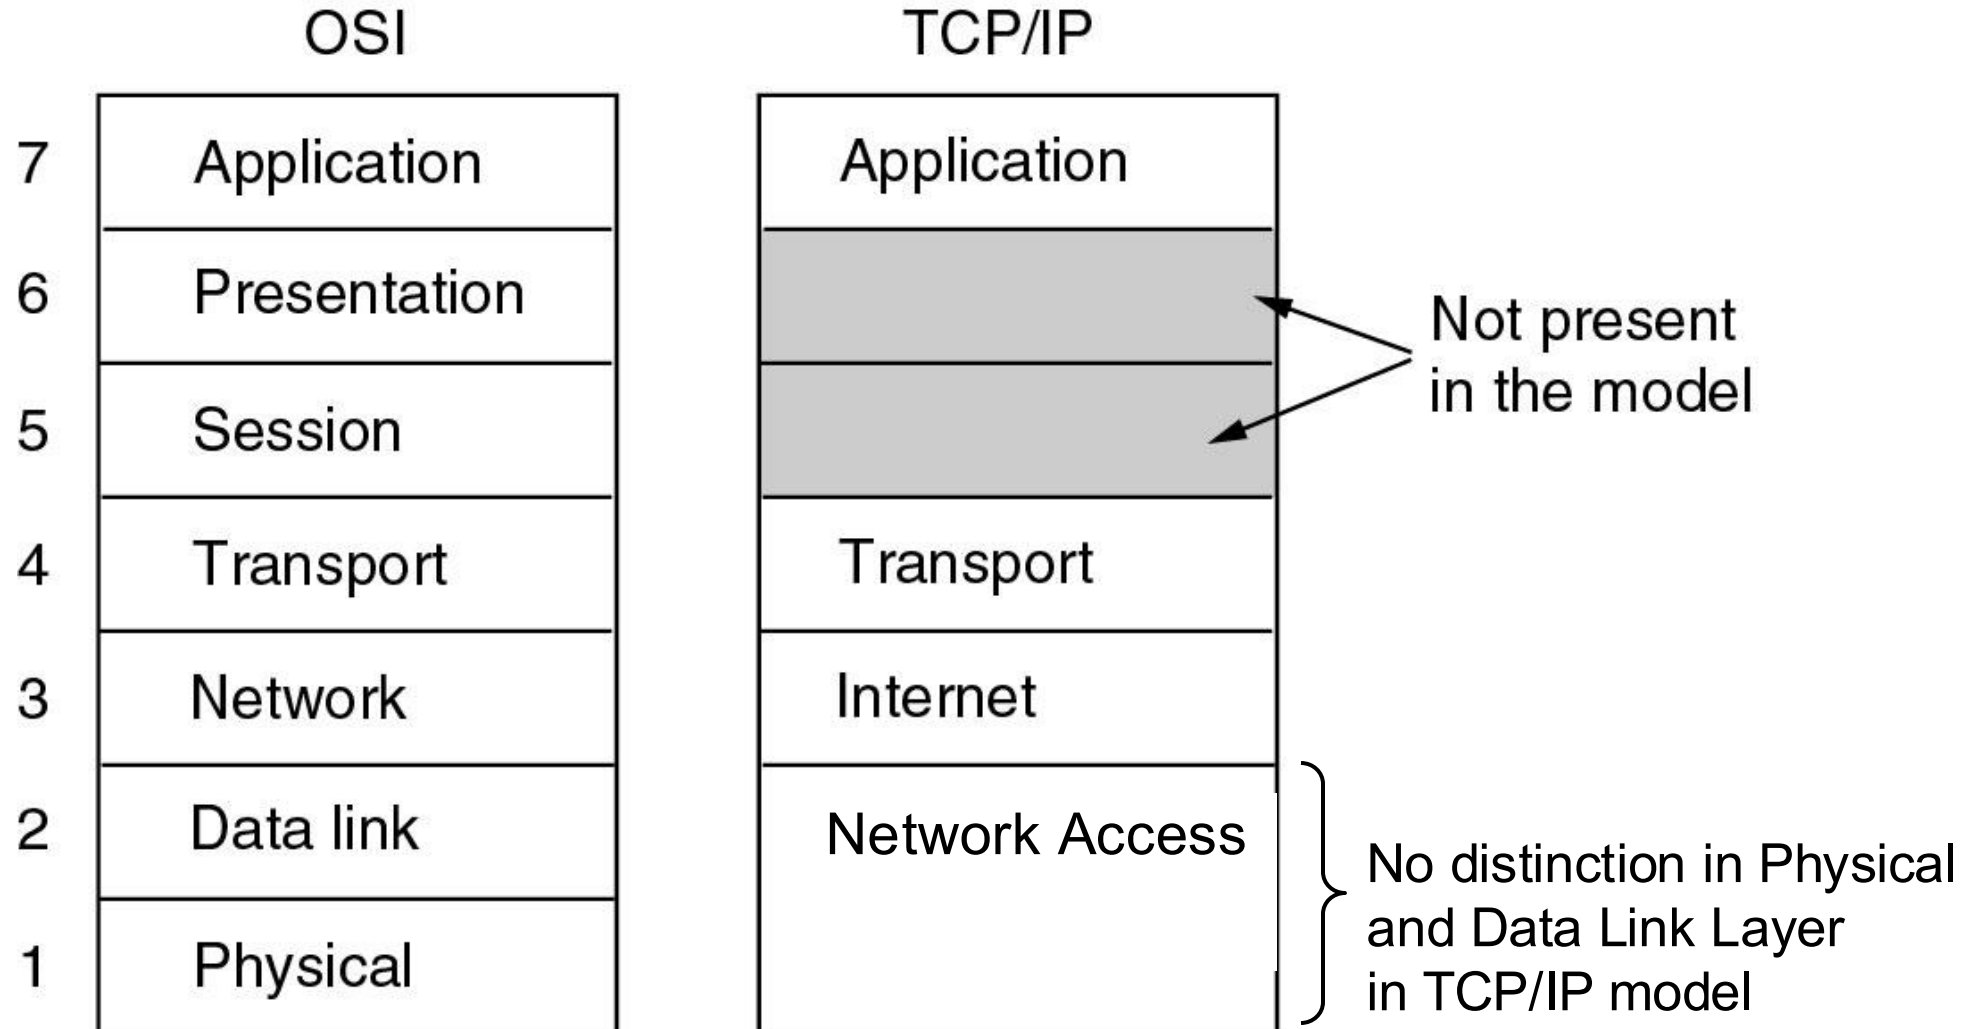 OSI TCP/IP
7 Application Application
6 Presentation
Not present
in the model
5 Session
4 Transport Transport
3 Network Internet
2 Data link Network Access
No distinction in Physical
and Data Link Layer
in TCP/IP model
1 Physical